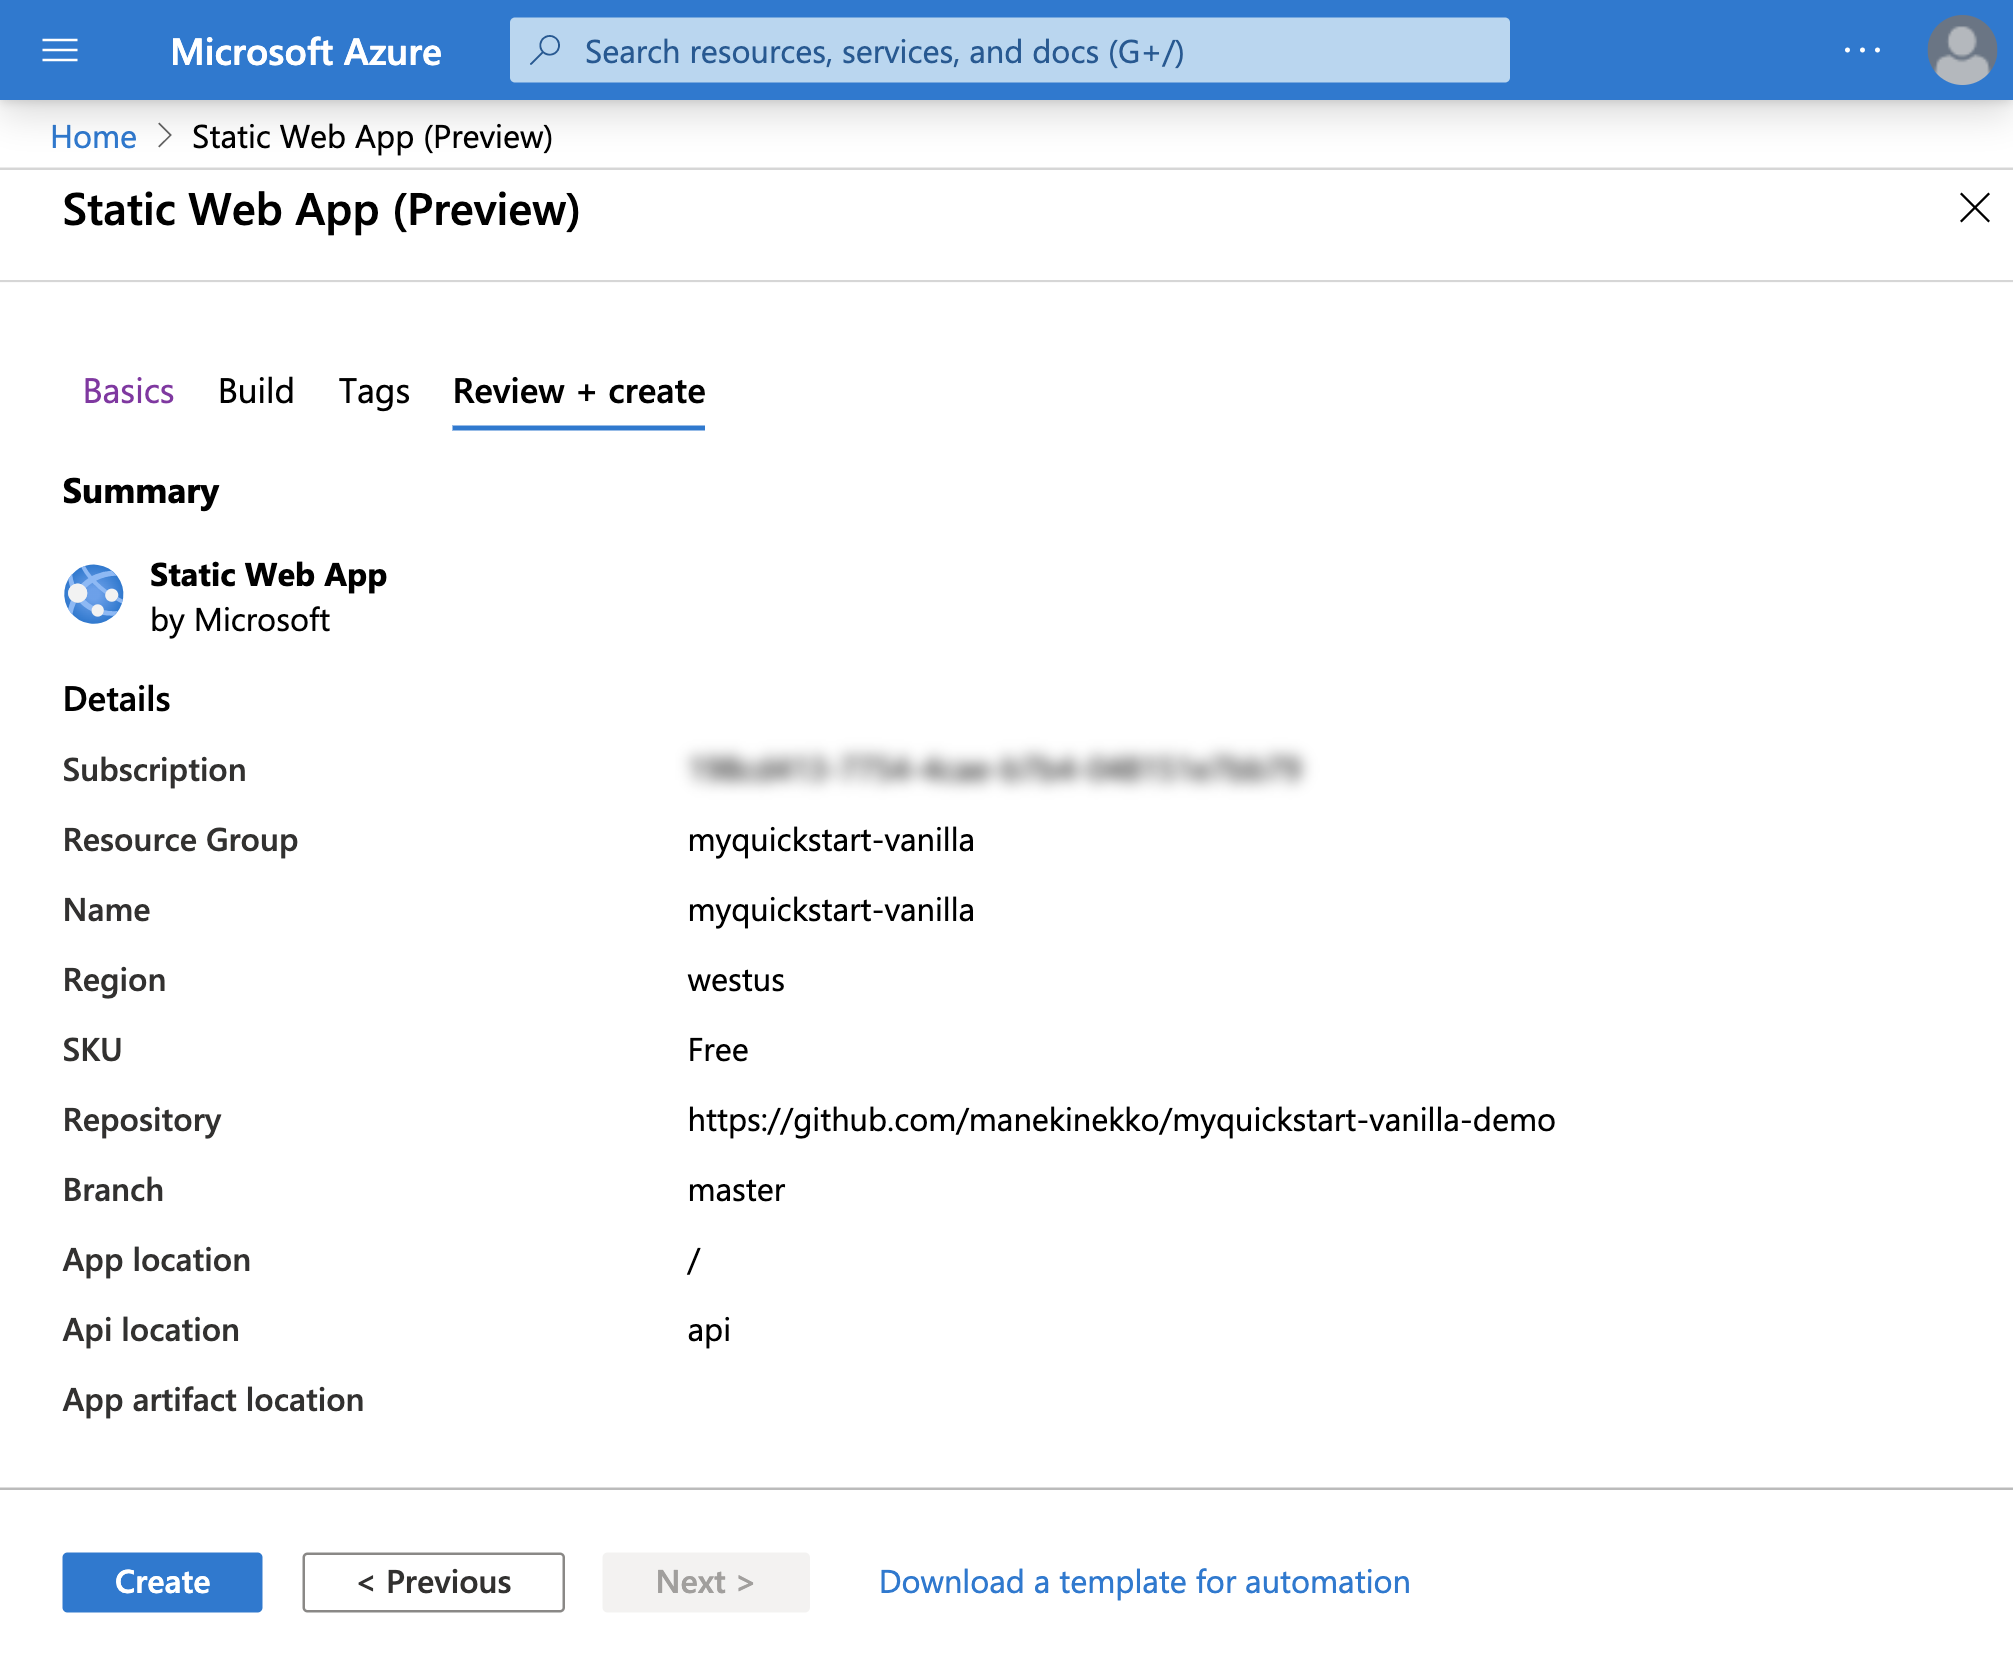 Microsoft Azure
Search resources, services, and docs (G+/)
Home > Static Web App (Preview)
Static Web App (Preview)
Basics Build Tags Review + create
Summary
Static Web App
by Microsoft
Details
Subscription
Resource Group myquickstart-vanilla
Name myquickstart-vanilla
Region westus
SKU Free
Repository https://github.com/manekinekko/myquickstart-vanilla-demo
Branch master
App location /
Api location api
App artifact location
Create < Previous Next > Download a template for automation